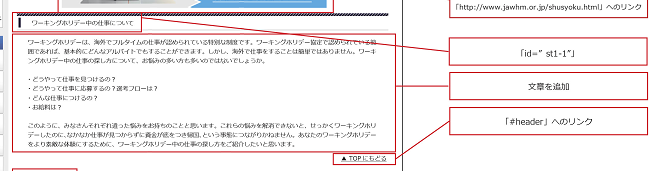 「http://www.jawhm.or.jp/shusyoku.html」へのリンク
ワーキングホリデー中の仕事について
「id=" st1-1"」
ワーキングホリデーは、海外でフルタイムの仕事が認められている特別な制度です。ワーキングホリデー協定で認められている範
囲であれば、基本的にどんなアルバイトでもすることができます。しかし、海外で仕事をすることは簡単ではありません。ワーキ
ングホリデー中の仕事の探し方について、お悩みの多い方も多いのではないでしょうか。
・どうやって仕事を見つけるの？
・どうやって仕事に応募するの？選考フローは？
・どんな仕事につけるの？
・お給料は？
文章を追加
このように、みなさんそれぞれ違った悩みをお持ちのことと思います。これらの悩みを解消できないと、せっかくワーキングホリ
デーしたのに、なかなか仕事が見つからずに資金が底をつき帰国、という事態につながりかねません。あなたのワーキングホリデー
をより素敵な体験にするために、ワーキングホリデー中の仕事の探し方をご紹介したいと思います。
「#header」へのリンク
▲ TOPにもどる